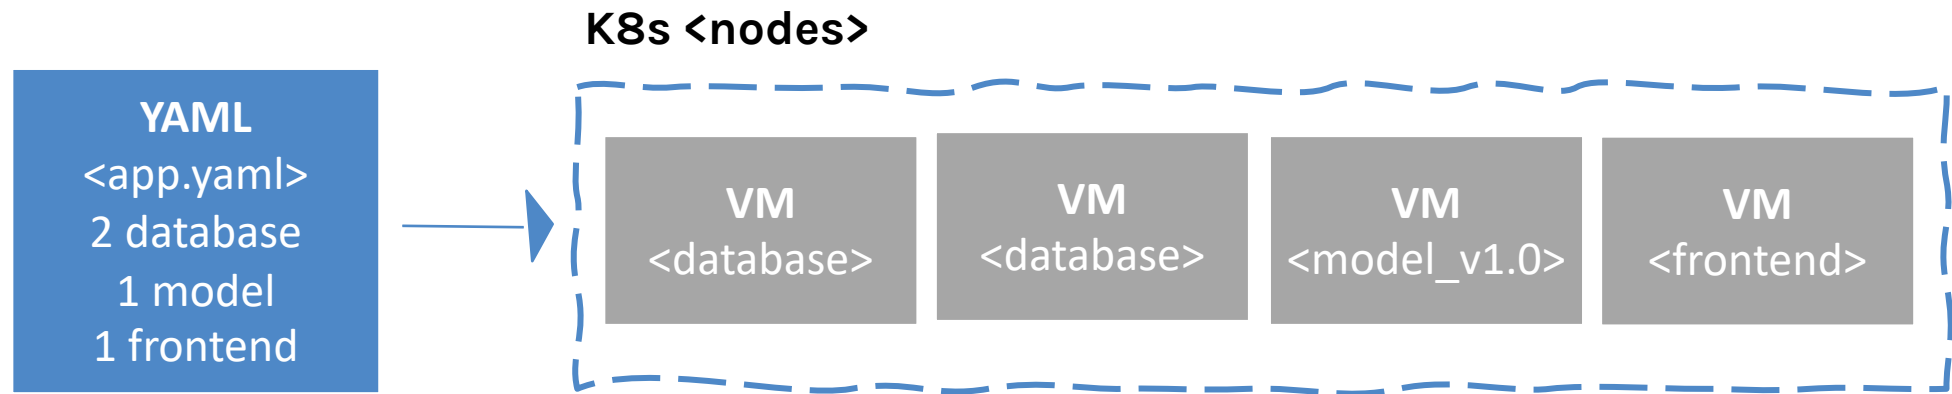 K8s <nodes>
YAML
<app.yaml>
2 database
1 model
1 frontend
VM
<database>
VM
<database>
VM
<model_v1.0>
VM
<frontend>